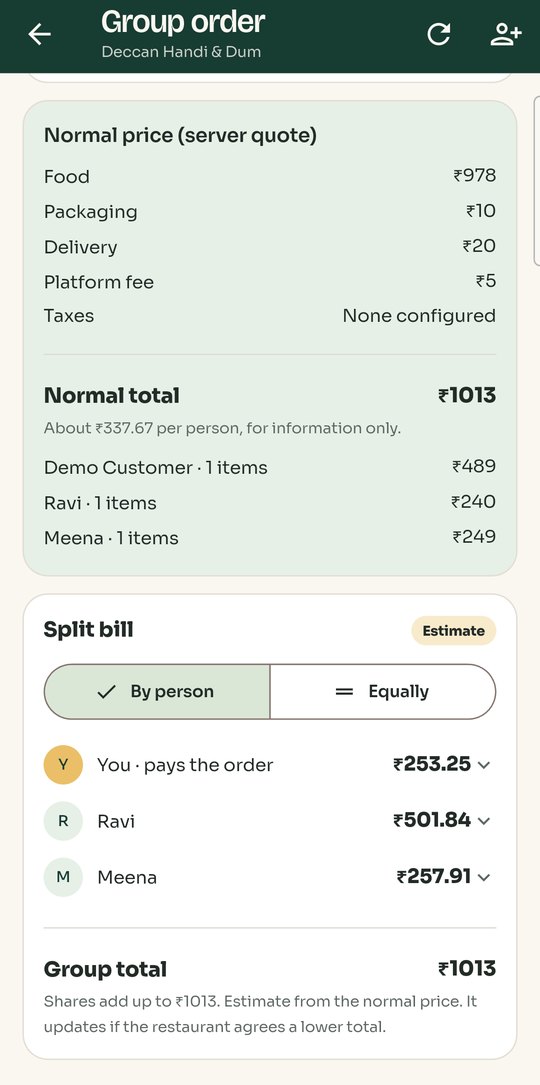 Group order
Deccan Handi & Dum
Normal price (server quote)
Food ₹978
Packaging ₹10
Delivery ₹20
Platform fee ₹5
Taxes None configured
Normal total ₹1013
About ₹337.67 per person, for information only.
Demo Customer · 1 items ₹489
Ravi · 1 items ₹240
Meena · 1 items ₹249
Split bill Estimate
By person Equally
Y You · pays the order ₹253.25
R Ravi ₹501.84
M Meena ₹257.91
Group total ₹1013
Shares add up to ₹1013. Estimate from the normal price. It
updates if the restaurant agrees a lower total.